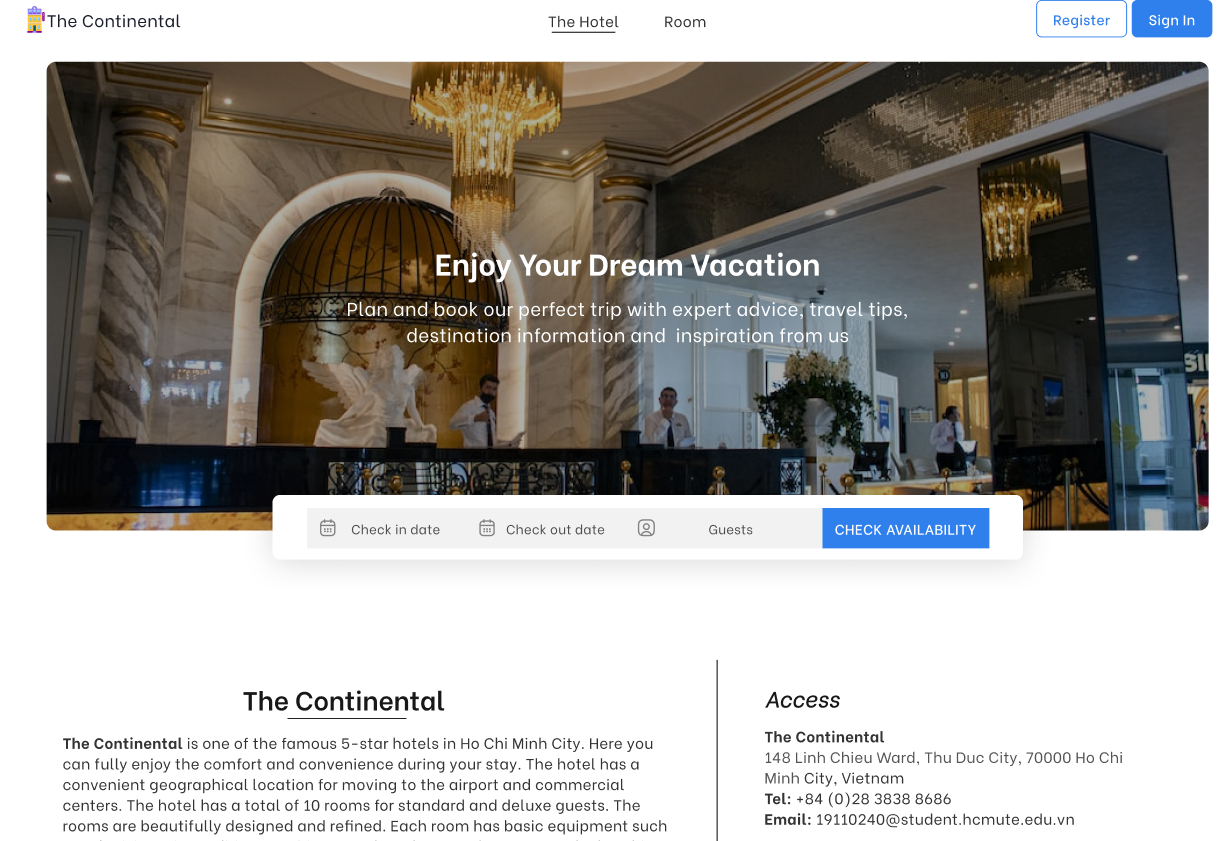 The Continental
The Hotel
Room
Register
Sign In
Enjoy Your Dream Vacation
Plan and book our perfect trip with expert advice, travel tips,
destination information and inspiration from us
10
Check in date
Check out date
Guests
CHECK AVAILABILITY
The Continental
The Continental is one of the famous 5-star hotels in Ho Chi Minh City. Here you
can fully enjoy the comfort and convenience during your stay. The hotel has a
convenient geographical location for moving to the airport and commercial
centers. The hotel has a total of 10 rooms for standard and deluxe guests. The
rooms are beautifully designed and refined. Each room has basic equipment such
Access
The Continental
148 Linh Chieu Ward, Thu Duc City, 70000 Ho Chi
Minh City, Vietnam
Tel: +84 (0)28 3838 8686
Email: 19110240@student.hcmute.edu.vn